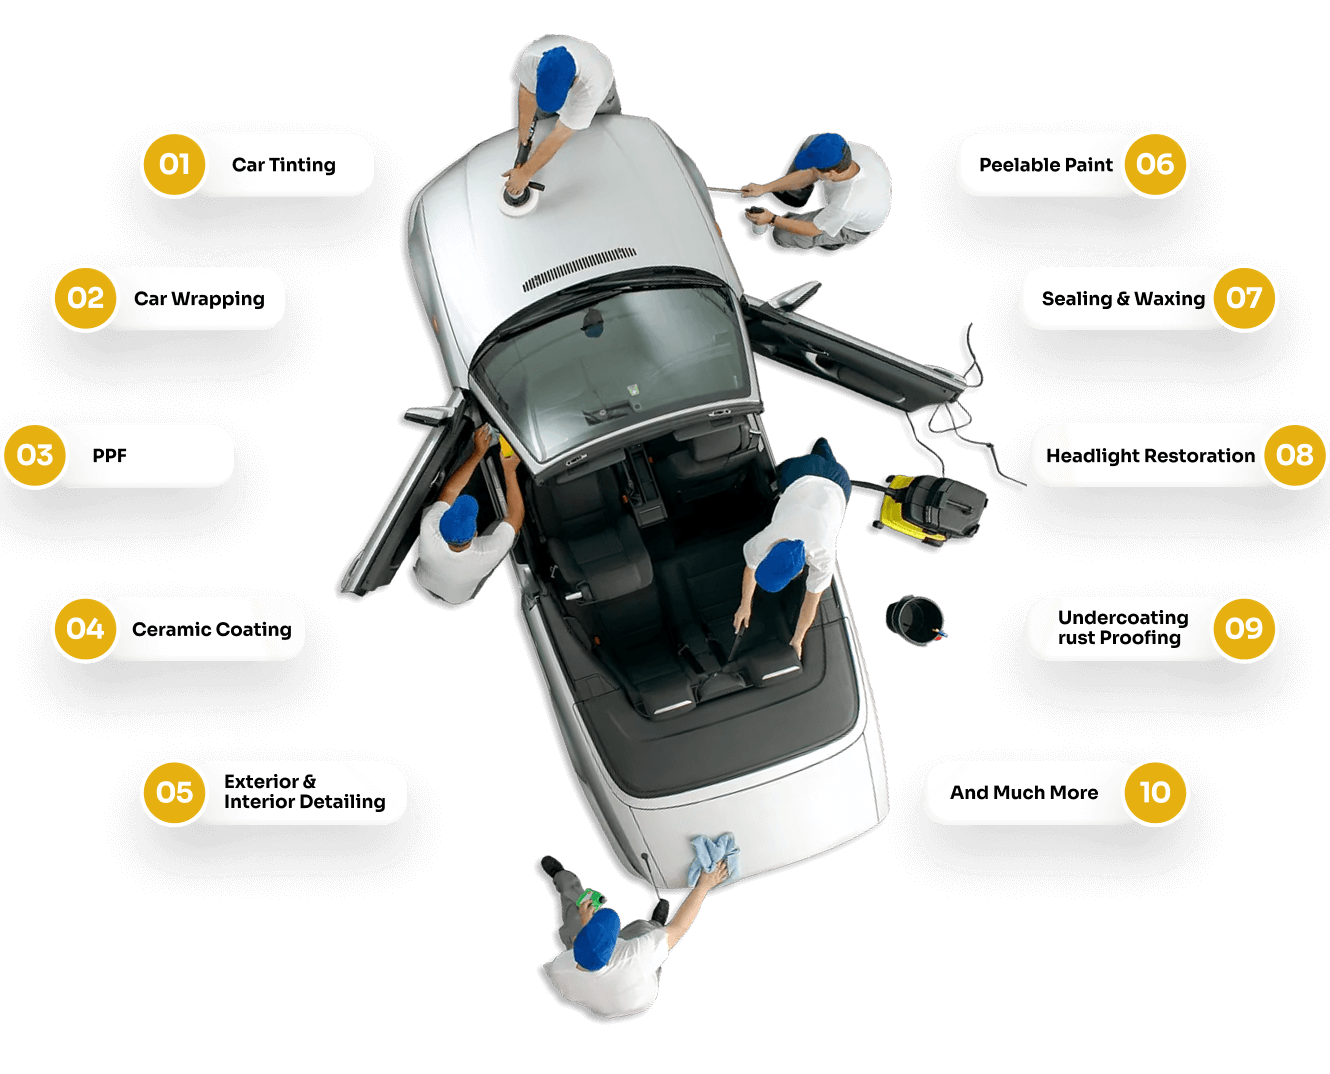 01
Car Tinting
02
Car Wrapping
03
PPF
04
Ceramic Coating
05
Exterior &
Interior Detailing
Peelable Paint
06
Sealing & Waxing
07
Headlight Restoration
08
Undercoating
rust Proofing
09
And Much More
10